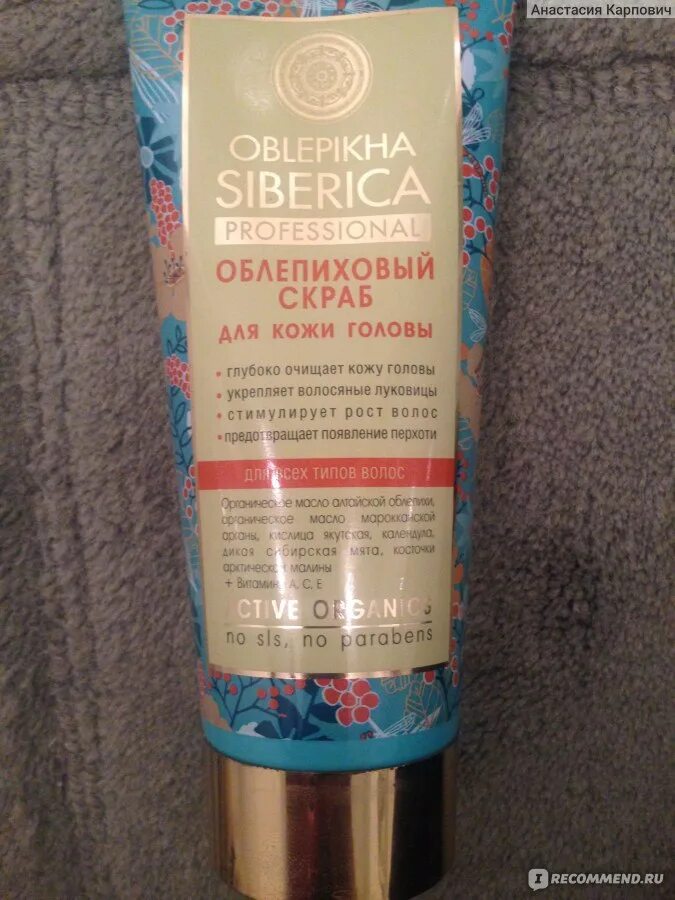 Анастасия Карпович
OBLEPIKHA
SIBERICA
PROFESSIONAL
ОБЛЕПИХОВЫЙ
СКРАБ
ДЛЯ КОЖИ ГОЛОВЫ
• глубоко очищает кожу головы
• укрепляет волосяные луковицы
• стимулирует рост волос
• предотвращает появление перхоти
для всех типов волос
Органическое масло алтайской облепихи,
органическое масло марокканской
арганы, кислица якутская, календула,
дикая сибирская мята, косточки
арктической малины
+ Витамины A, C, E
ACTIVE ORGANICS
no sls, no parabens
IRECOMMEND.RU